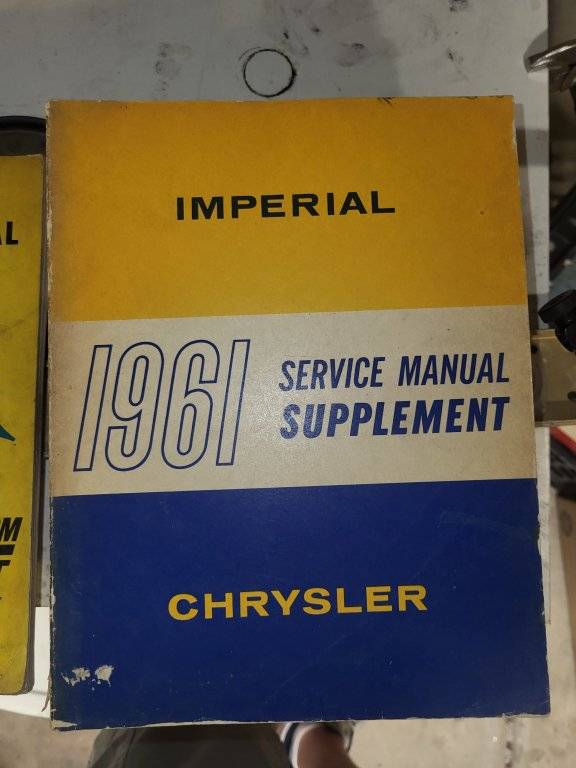 IMPERIAL
1961
SERVICE MANUAL
SUPPLEMENT
CHRYSLER